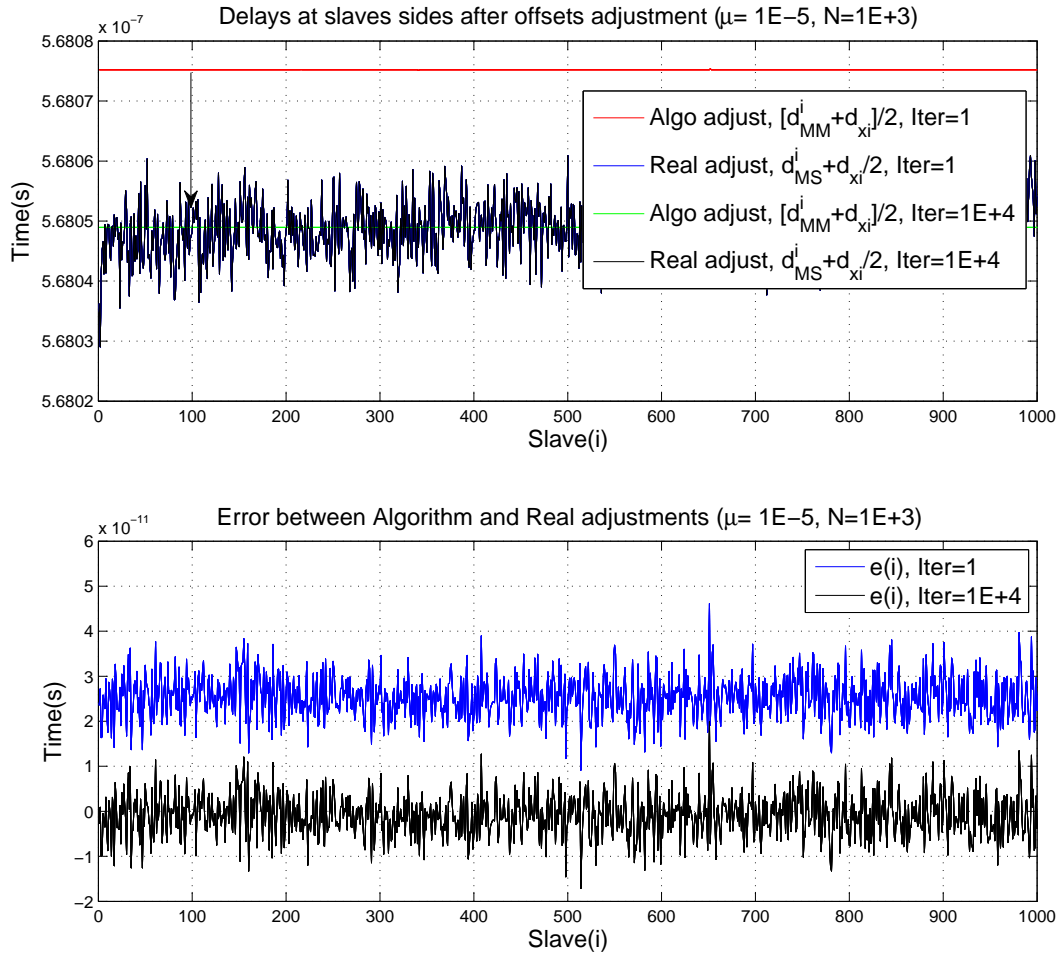 Delays at slaves sides after offsets adjustment (μ= 1E−5, N=1E+3)
x 10^−7
5.6808
5.6807
5.6806
5.6805
5.6804
5.6803
5.6802
Time(s)
Algo adjust, [d^i_MM+d_xi]/2, Iter=1
Real adjust, d^i_MS+d_xi/2, Iter=1
Algo adjust, [d^i_MM+d_xi]/2, Iter=1E+4
Real adjust, d^i_MS+d_xi/2, Iter=1E+4
0 100 200 300 400 500 600 700 800 900 1000
Slave(i)
Error between Algorithm and Real adjustments (μ= 1E−5, N=1E+3)
x 10^−11
6
5
4
3
2
1
0
−1
−2
Time(s)
e(i), Iter=1
e(i), Iter=1E+4
0 100 200 300 400 500 600 700 800 900 1000
Slave(i)